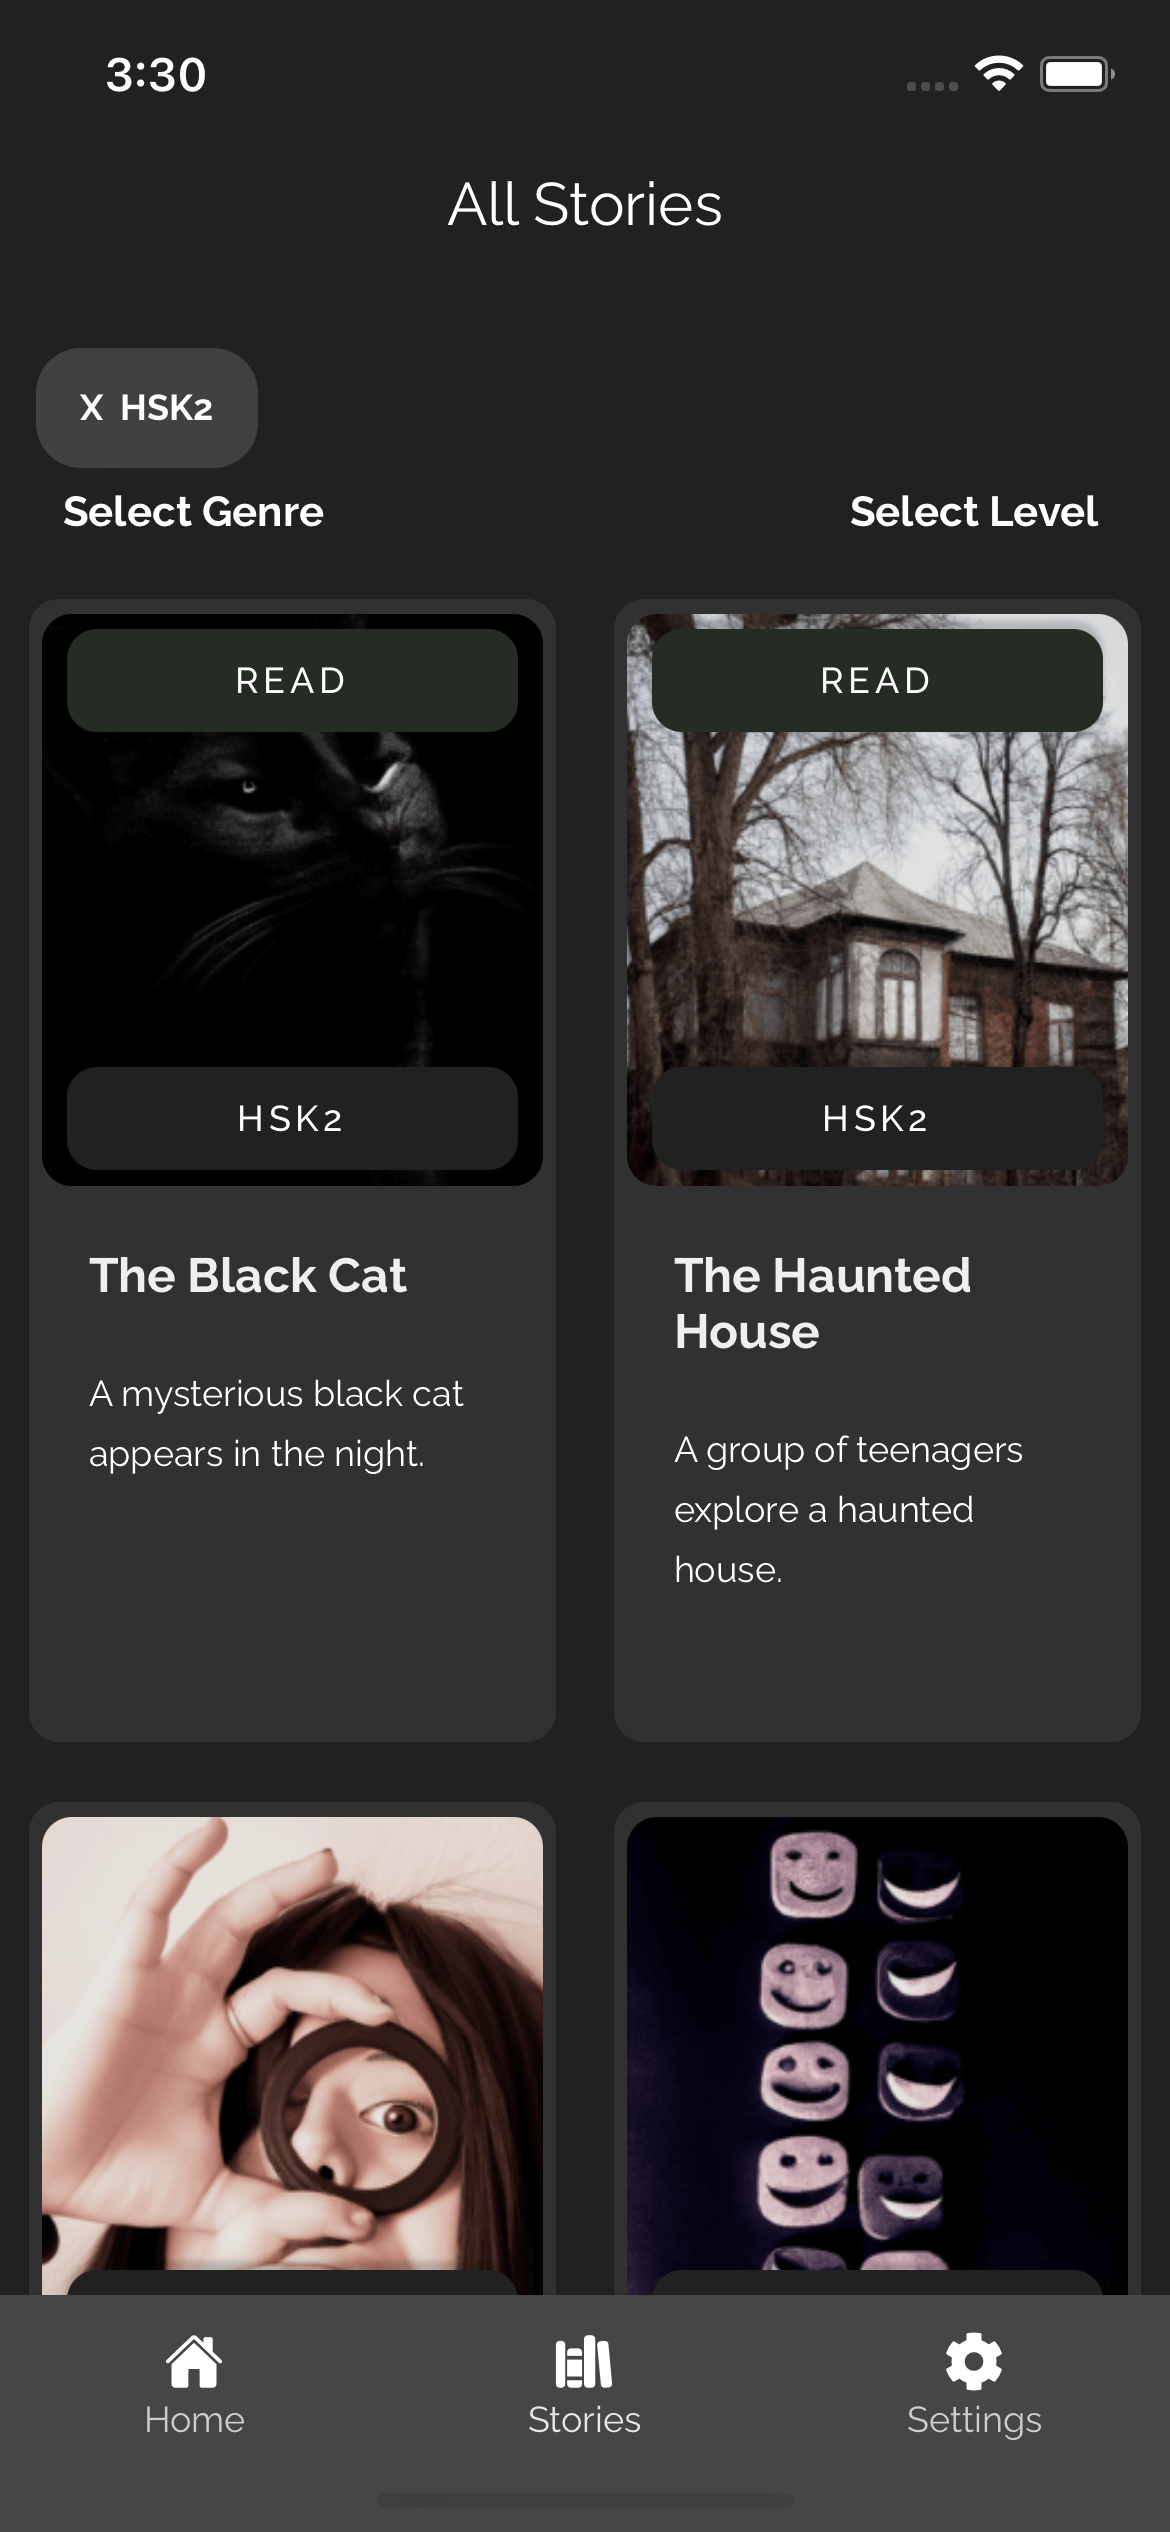 3:30
All Stories
X HSK2
Select Genre
Select Level
READ
READ
HSK2
HSK2
The Black Cat
A mysterious black cat
appears in the night.
The Haunted
House
A group of teenagers
explore a haunted
house.
Home
Stories
Settings